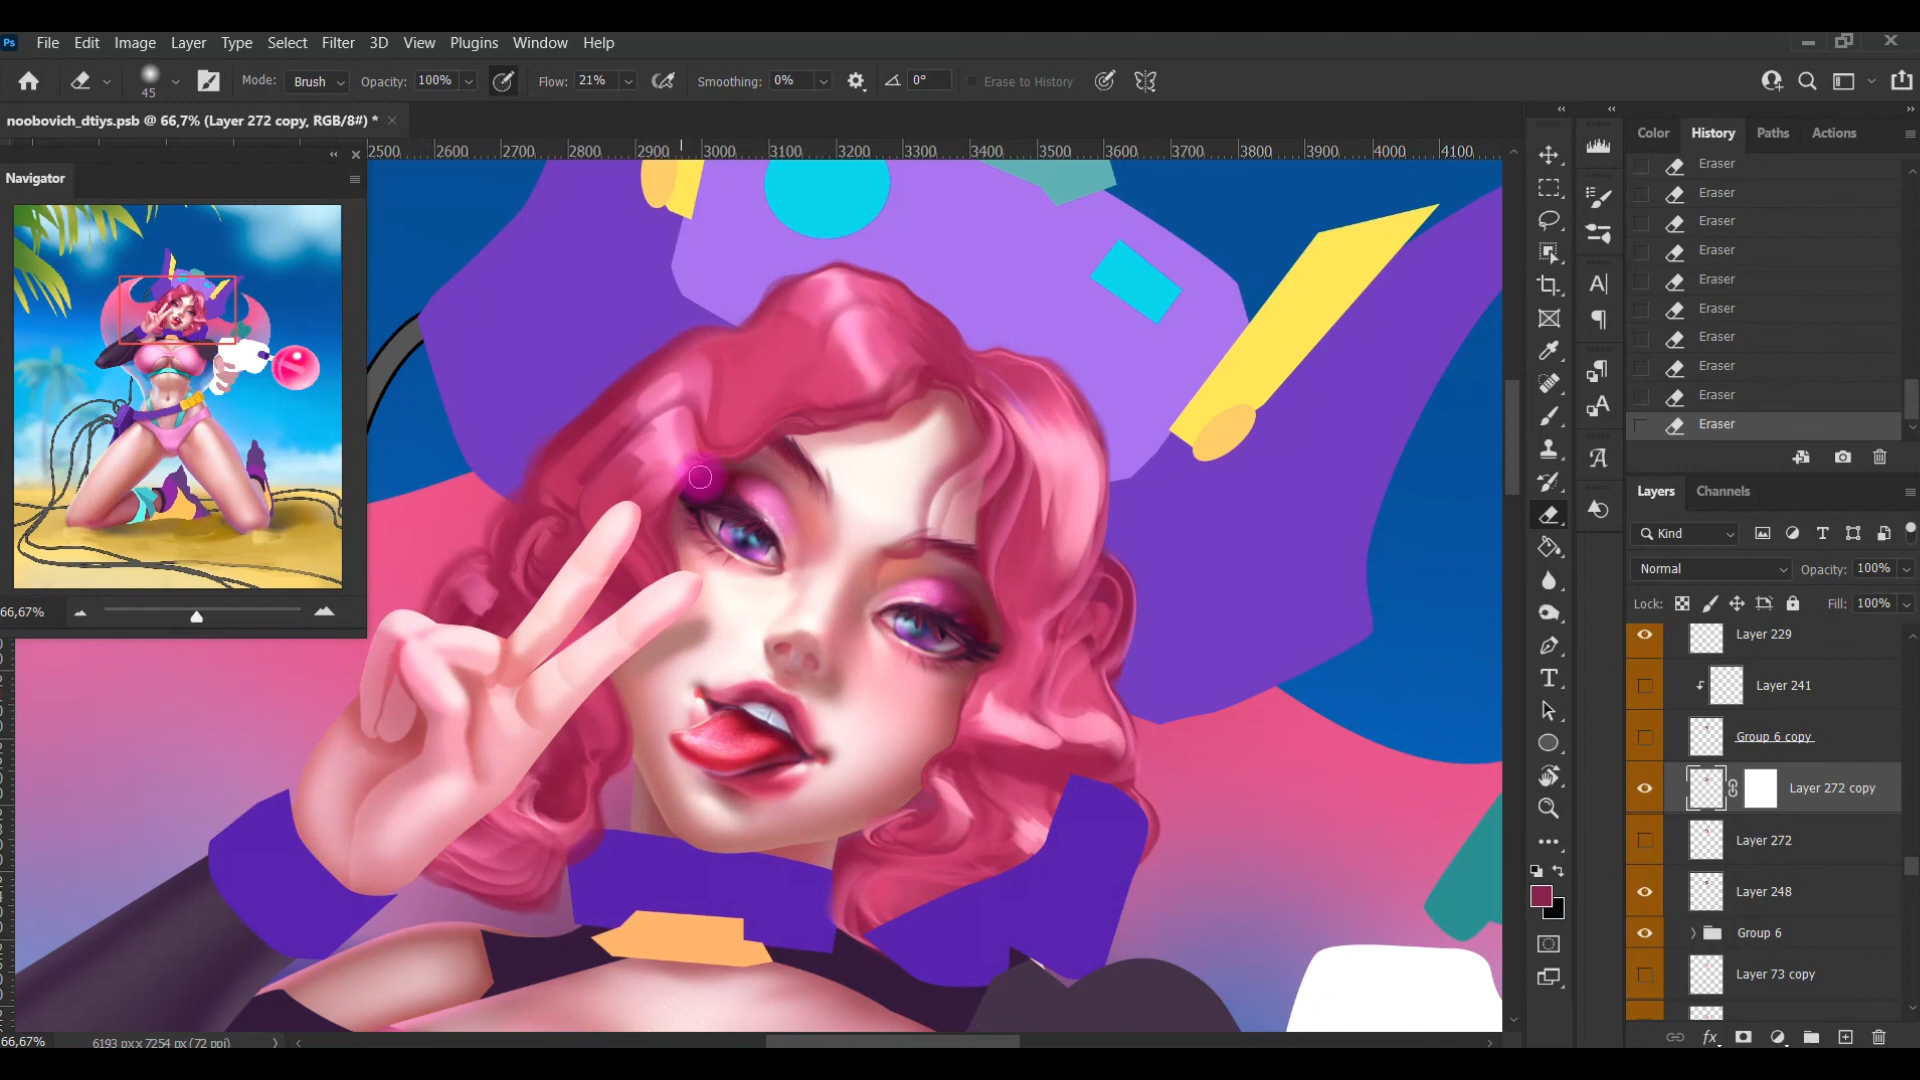 Ps File Edit Image Layer Type Select Filter 3D View Plugins Window Help
45 Mode: Brush Opacity: 100% Flow: 21% Smoothing: 0% 0° Erase to History
noobovich_dtiys.psb @ 66,7% (Layer 272 copy, RGB/8#) *
Navigator
2500 2600 2700 2800 2900 3000 3100 3200 3300 3400 3500 3600 3700 3800 3900 4000 4100
66,67%
Color History Paths Actions
Eraser
Eraser
Eraser
Eraser
Eraser
Eraser
Eraser
Eraser
Eraser
Eraser
Layers Channels
Kind
Normal Opacity: 100%
Lock: Fill: 100%
Layer 229
Layer 241
Group 6 copy
Layer 272 copy
Layer 272
Layer 248
Group 6
Layer 73 copy
66,67% 6193 px x 7254 px (72 ppi)